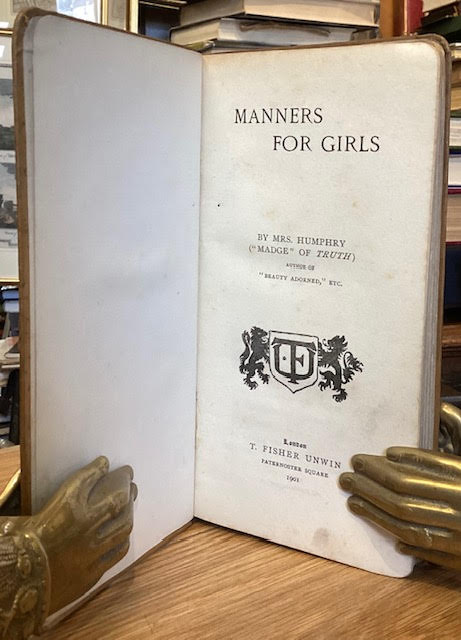 MANNERS
FOR GIRLS
BY MRS. HUMPHRY
("MADGE" OF TRUTH)
AUTHOR OF
"BEAUTY ADORNED," ETC.
TFU
London
T. FISHER UNWIN
PATERNOSTER SQUARE
1901